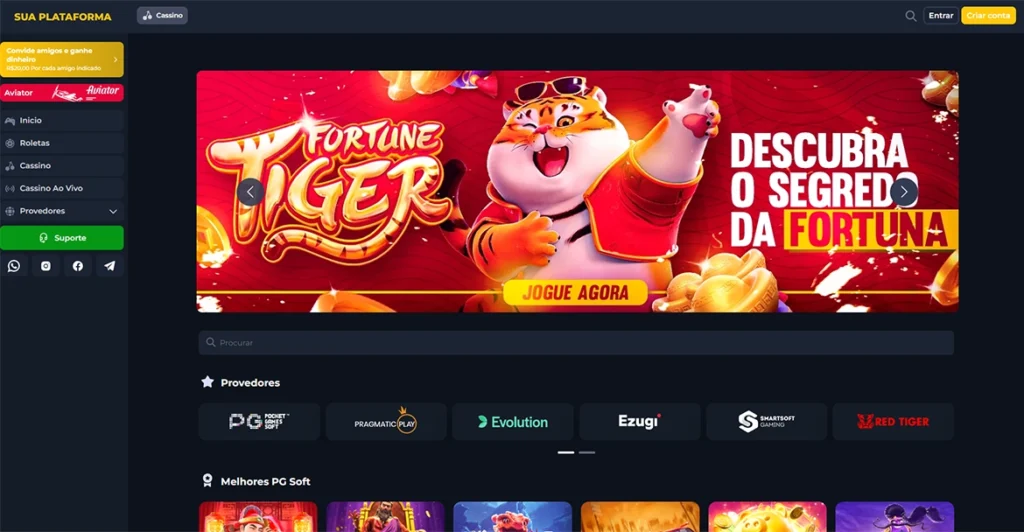 SUA PLATAFORMA
Cassino
Entrar
Criar conta
Convide amigos e ganhe
dinheiro
R$20,00 Por cada amigo indicado
Aviator
Aviator
Inicio
Roletas
Cassino
Cassino Ao Vivo
Provedores
Suporte
FORTUNE
TIGER
DESCUBRA
O SEGREDO
DA FORTUNA
JOGUE AGORA
Procurar
Provedores
PG POCKET GAMES SOFT
PRAGMATIC PLAY
Evolution
Ezugi
SMARTSOFT GAMING
RED TIGER
Melhores PG Soft